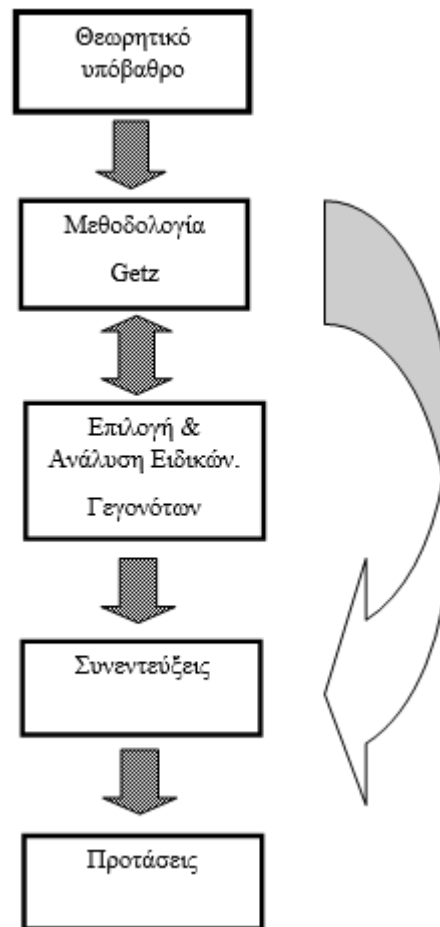 Θεωρητικό
υπόβαθρο
Μεθοδολογία
Getz
Επιλογή &
Ανάλυση Ειδικών.
Γεγονότων
Συνεντεύξεις
Προτάσεις